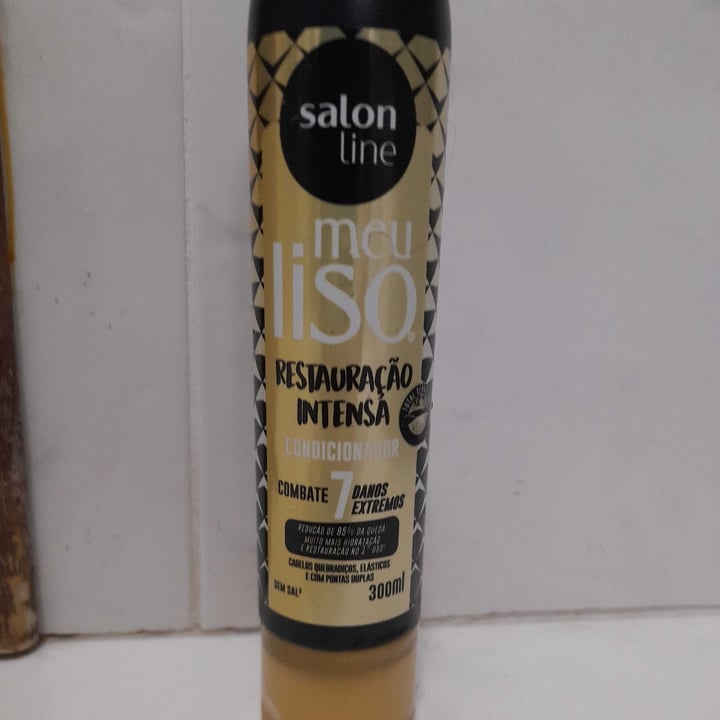 salon
line
meu
liso.
RESTAURAÇÃO
INTENSA
CONDICIONADOR
COMBATE 7 DANOS
EXTREMOS
REDUÇÃO DE 95% DA QUEDA
MUITO MAIS HIDRATAÇÃO
E RESTAURAÇÃO NO 1º USO
CABELOS QUEBRADIÇOS, ELÁSTICOS
E COM PONTAS DUPLAS
SEM SAL
300ml